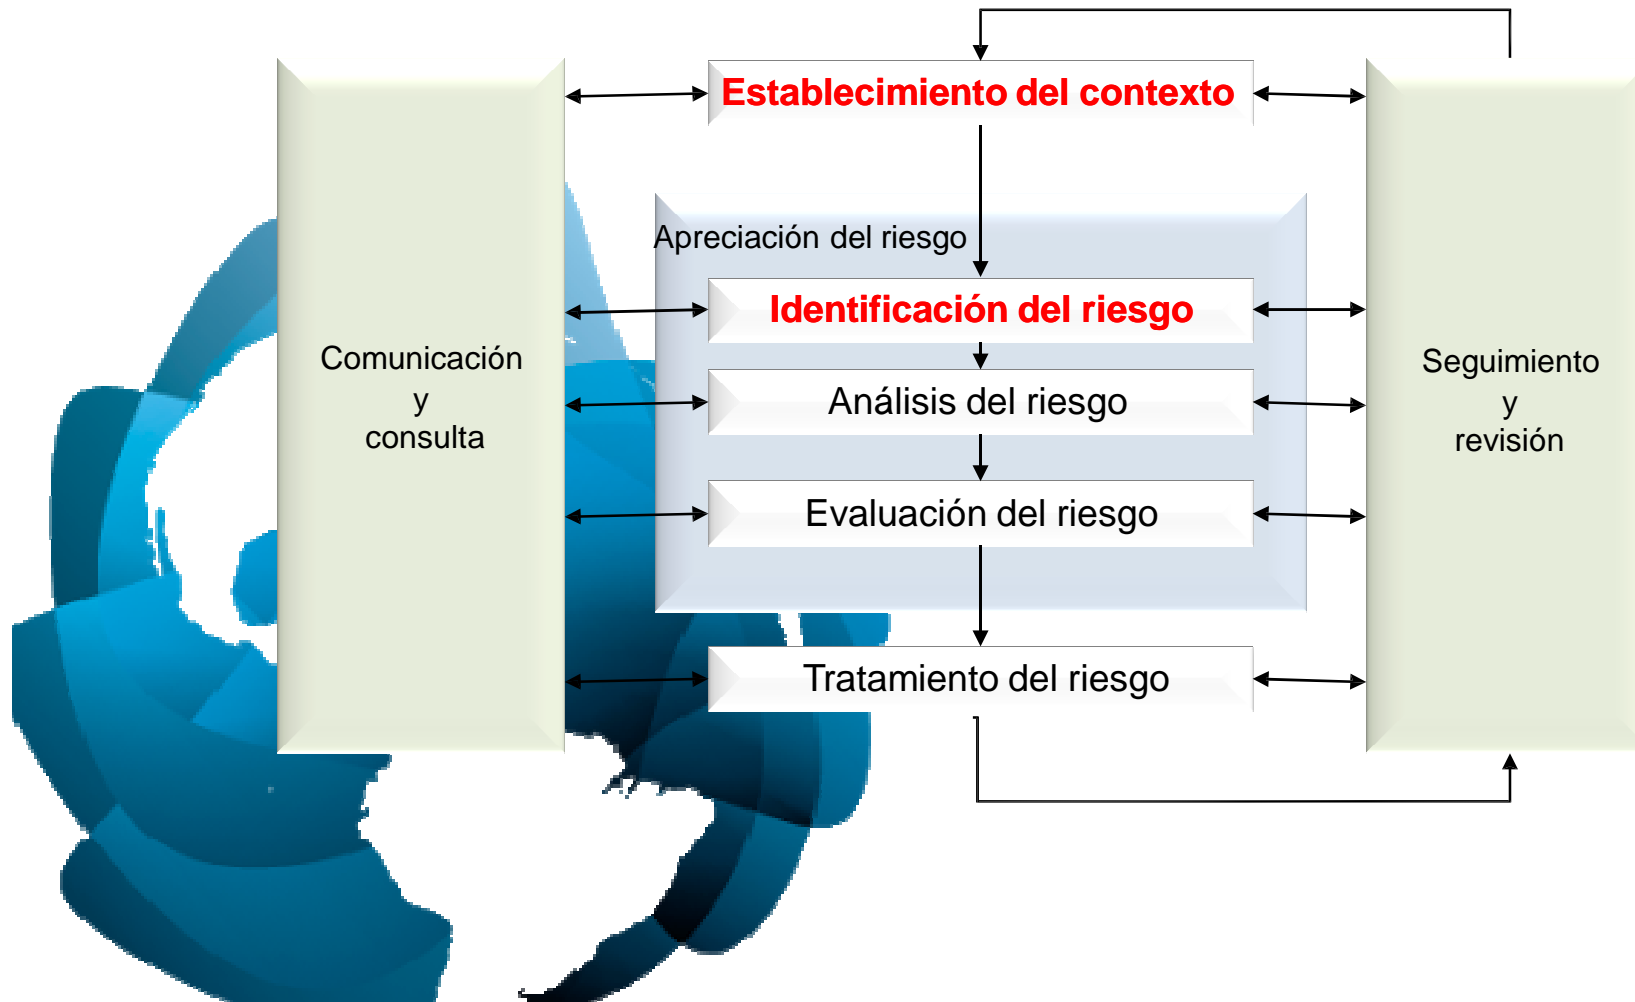 Establecimiento del contexto
Apreciación del riesgo
Identificación del riesgo
Análisis del riesgo
Evaluación del riesgo
Tratamiento del riesgo
Comunicación
y
consulta
Seguimiento
y
revisión